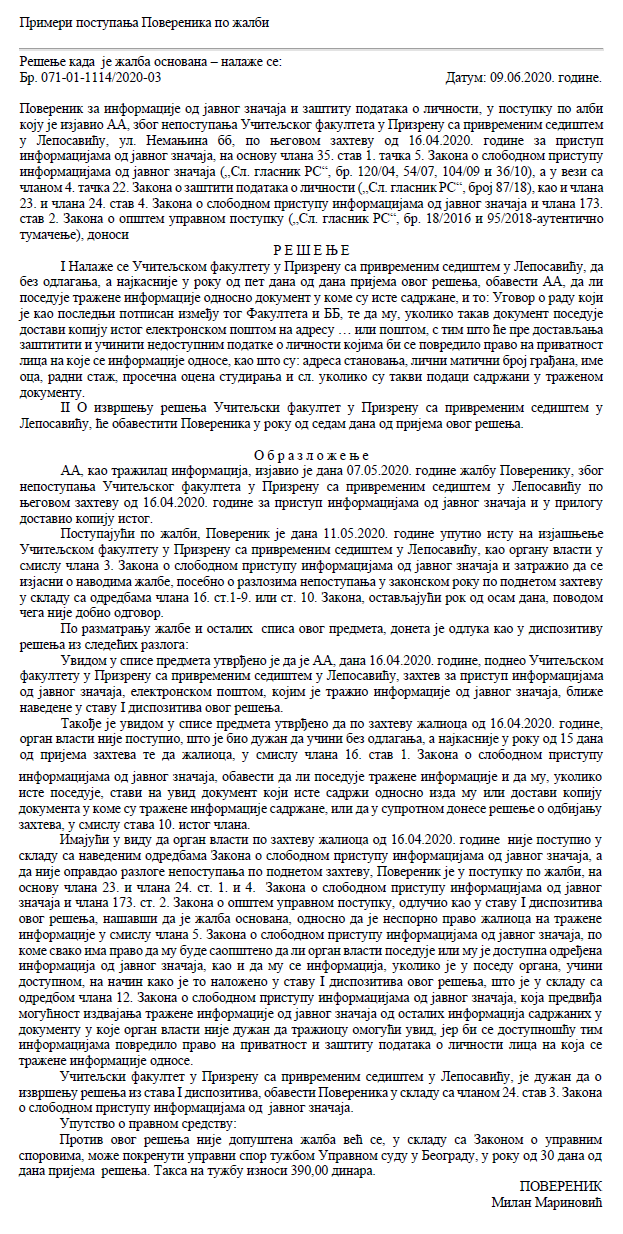 Примери поступања Повереника по жалби
Решење када  је жалба основана – налаже се:
Бр. 071-01-1114/2020-03 Датум: 09.06.2020. године.
Повереник за информације од јавног значаја и заштиту података о личности, у поступку по алби
коју је изјавио АА, због непоступања Учитељског факултета у Призрену са привременим седиштем
у Лепосавићу, ул. Немањина бб, по његовом захтеву од 16.04.2020. године за приступ
информацијама од јавног значаја, на основу члана 35. став 1. тачка 5. Закона о слободном приступу
информацијама од јавног значаја („Сл. гласник РС“, бр. 120/04, 54/07, 104/09 и 36/10), а у вези са
чланом 4. тачка 22. Закона о заштити података о личности („Сл. гласник РС“, број 87/18), као и члана
23. и члана 24. став 4. Закона о слободном приступу информацијама од јавног значаја и члана 173.
став 2. Закона о општем управном поступку („Сл. гласник РС“, бр. 18/2016 и 95/2018-аутентично
тумачење), доноси
Р Е Ш Е Њ Е
I Налаже се Учитељском факултету у Призрену са привременим седиштем у Лепосавићу, да
без одлагања, а најкасније у року од пет дана од дана пријема овог решења, обавести АА, да ли
поседује тражене информације односно документ у коме су исте садржане, и то: Уговор о раду који
је као последњи потписан између тог Факултета и ББ, те да му, уколико такав документ поседује
достави копију истог електронском поштом на адресу … или поштом, с тим што ће пре достављања
заштитити и учинити недоступним податке о личности којима би се повредило право на приватност
лица на које се информације односе, као што су: адреса становања, лични матични број грађана, име
оца, радни стаж, просечна оцена студирања и сл. уколико су такви подаци садржани у траженом
документу.
II О извршењу решења Учитељски факултет у Призрену са привременим седиштем у
Лепосавићу, ће обавестити Повереника у року од седам дана од пријема овог решења.
О б р а з л о ж е њ е
АА, као тражилац информација, изјавио је дана 07.05.2020. године жалбу Поверенику, због
непоступања Учитељског факултета у Призрену са привременим седиштем у Лепосавићу по
његовом захтеву од 16.04.2020. године за приступ информацијама од јавног значаја и у прилогу
доставио копију истог.
Поступајући по жалби, Повереник је дана 11.05.2020. године упутио исту на изјашњење
Учитељском факултету у Призрену са привременим седиштем у Лепосавићу, као органу власти у
смислу члана 3. Закона о слободном приступу информацијама од јавног значаја и затражио да се
изјасни о наводима жалбе, посебно о разлозима непоступања у законском року по поднетом захтеву
у складу са одредбама члана 16. ст.1-9. или ст. 10. Закона, остављајући рок од осам дана, поводом
чега није добио одговор.
По разматрању жалбе и осталих  списа овог предмета, донета је одлука као у диспозитиву
решења из следећих разлога:
Увидом у списе предмета утврђено је да је АА, дана 16.04.2020. године, поднео Учитељском
факултету у Призрену са привременим седиштем у Лепосавићу, захтев за приступ информацијама
од јавног значаја, електронском поштом, којим је тражио информације од јавног значаја, ближе
наведене у ставу I диспозитива овог решења.
Такође је увидом у списе предмета утврђено да по захтеву жалиоца од 16.04.2020. године,
орган власти није поступио, што је био дужан да учини без одлагања, а најкасније у року од 15 дана
од пријема захтева те да жалиоца, у смислу члана 16. став 1. Закона о слободном приступу
информацијама од јавног значаја, обавести да ли поседује тражене информације и да му, уколико
исте поседује, стави на увид документ који исте садржи односно изда му или достави копију
документа у коме су тражене информације садржане, или да у супротном донесе решење о одбијању
захтева, у смислу става 10. истог члана.
Имајући у виду да орган власти по захтеву жалиоца од 16.04.2020. године  није поступио у
складу са наведеним одредбама Закона о слободном приступу информацијама од јавног значаја, а
да није оправдао разлоге непоступања по поднетом захтеву, Повереник је у поступку по жалби, на
основу члана 23. и члана 24. ст. 1. и 4.  Закона о слободном приступу информацијама од јавног
значаја и члана 173. ст. 2. Закона о општем управном поступку, одлучио као у ставу I диспозитива
овог решења, нашавши да је жалба основана, односно да је неспорно право жалиоца на тражене
информације у смислу члана 5. Закона о слободном приступу информацијама од јавног значаја, по
коме свако има право да му буде саопштено да ли орган власти поседује или му је доступна одређена
информација од јавног значаја, као и да му се информација, уколико је у поседу органа, учини
доступном, на начин како је то наложено у ставу I диспозитива овог решења, што је у складу са
одредбом члана 12. Закона о слободном приступу информацијама од јавног значаја, која предвиђа
могућност издвајања тражене информације од јавног значаја од осталих информација садржаних у
документу у које орган власти није дужан да тражиоцу омогући увид, јер би се доступношћу тим
информацијама повредило право на приватност и заштиту података о личности лица на која се
тражене информације односе.
Учитељски факултет у Призрену са привременим седиштем у Лепосавићу, је дужан да о
извршењу решења из става I диспозитива, обавести Повереника у складу са чланом 24. став 3. Закона
о слободном приступу информацијама од  јавног значаја.
Упутство о правном средству:
Против овог решења није допуштена жалба већ се, у складу са Законом о управним
споровима, може покренути управни спор тужбом Управном суду у Београду, у року од 30 дана од
дана пријема  решења. Такса на тужбу износи 390,00 динара.
ПОВЕРЕНИК
Милан Мариновић